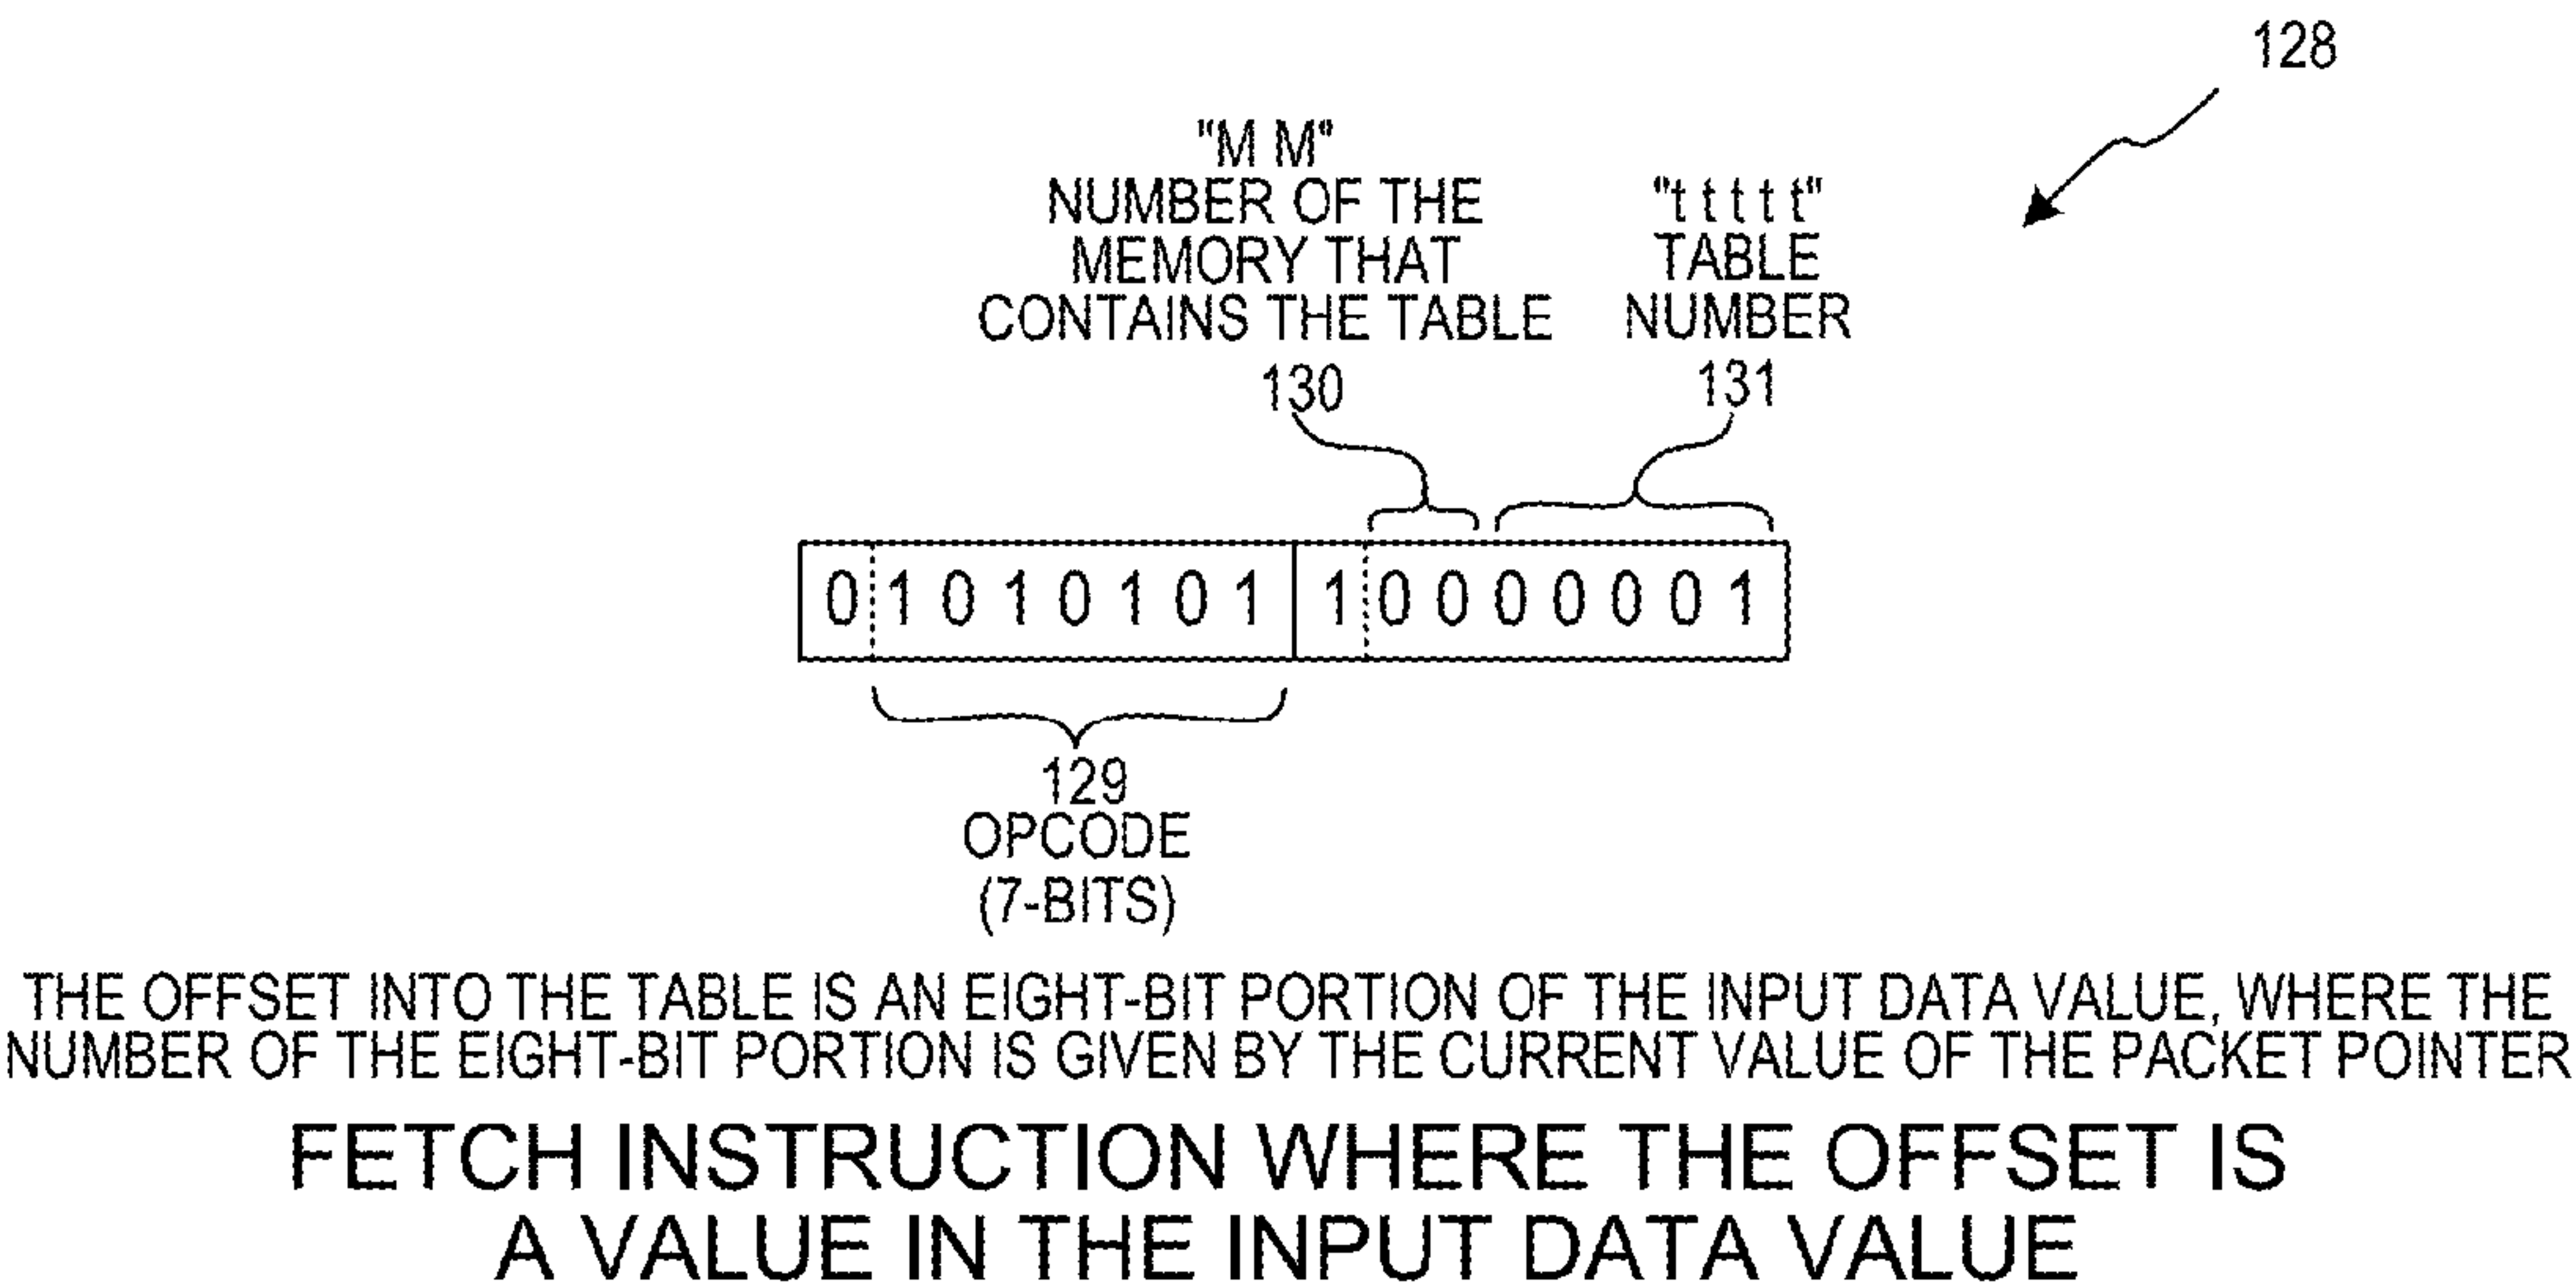 128
"M M"
NUMBER OF THE
MEMORY THAT
CONTAINS THE TABLE
130
"t t t t t"
TABLE
NUMBER
131
0 1 0 1 0 1 0 1 1 0 0 0 0 0 0 1
129
OPCODE
(7-BITS)
THE OFFSET INTO THE TABLE IS AN EIGHT-BIT PORTION OF THE INPUT DATA VALUE, WHERE THE
NUMBER OF THE EIGHT-BIT PORTION IS GIVEN BY THE CURRENT VALUE OF THE PACKET POINTER
FETCH INSTRUCTION WHERE THE OFFSET IS
A VALUE IN THE INPUT DATA VALUE